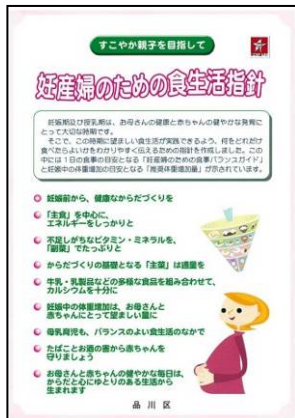 すこやか親子を目指して
妊産婦のための食生活指針
妊娠期及び授乳期は、お母さんの健康と赤ちゃんの健やかな発育に
とって大切な時期です。
そこで、この時期に望ましい食生活が実践できるよう、何をどれだけ
食べたらよいかをわかりやすく伝えるための指針を作成しました。この
中には1日の食事の目安となる「妊産婦のための食事バランスガイド」
と妊娠中の体重増加の目安となる「推奨体重増加量」が示されています。
妊娠前から、健康なからだづくりを
「主食」を中心に、
エネルギーをしっかりと
不足しがちなビタミン・ミネラルを、
「副菜」でたっぷりと
からだづくりの基礎となる「主菜」は適量を
牛乳・乳製品などの多様な食品を組み合わせて、
カルシウムを十分に
妊娠中の体重増加は、お母さんと
赤ちゃんにとって望ましい量に
母乳育児も、バランスのよい食生活のなかで
たばことお酒の害から赤ちゃんを
守りましょう
お母さんと赤ちゃんの健やかな毎日は、
からだと心にゆとりのある生活から
生まれます
品川区